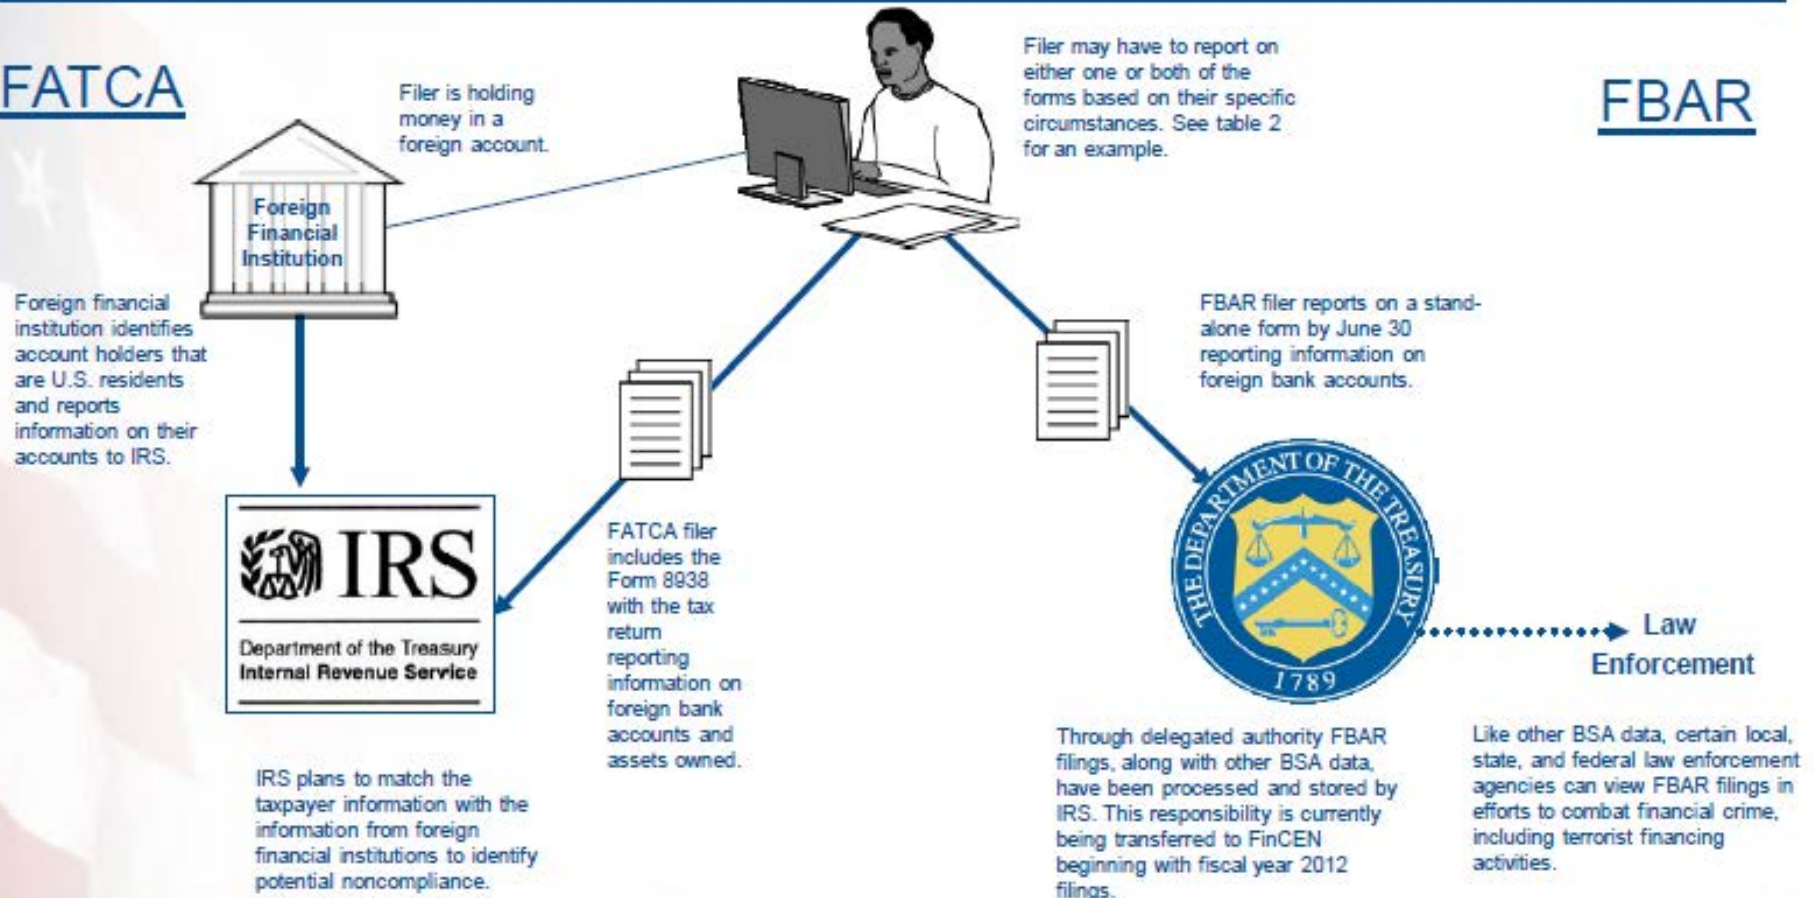 FATCA
Filer is holding
money in a
foreign account.
Filer may have to report on
either one or both of the
forms based on their specific
circumstances. See table 2
for an example.
FBAR
Foreign
Financial
Institution
Foreign financial
institution identifies
account holders that
are U.S. residents
and reports
information on their
accounts to IRS.
FBAR filer reports on a stand-
alone form by June 30
reporting information on
foreign bank accounts.
IRS
Department of the Treasury
Internal Revenue Service
FATCA filer
includes the
Form 8938
with the tax
return
reporting
information on
foreign bank
accounts and
assets owned.
THE DEPARTMENT OF THE TREASURY
1789
Law
Enforcement
IRS plans to match the
taxpayer information with the
information from foreign
financial institutions to identify
potential noncompliance.
Through delegated authority FBAR
filings, along with other BSA data,
have been processed and stored by
IRS. This responsibility is currently
being transferred to FinCEN
beginning with fiscal year 2012
filings.
Like other BSA data, certain local,
state, and federal law enforcement
agencies can view FBAR filings in
efforts to combat financial crime,
including terrorist financing
activities.